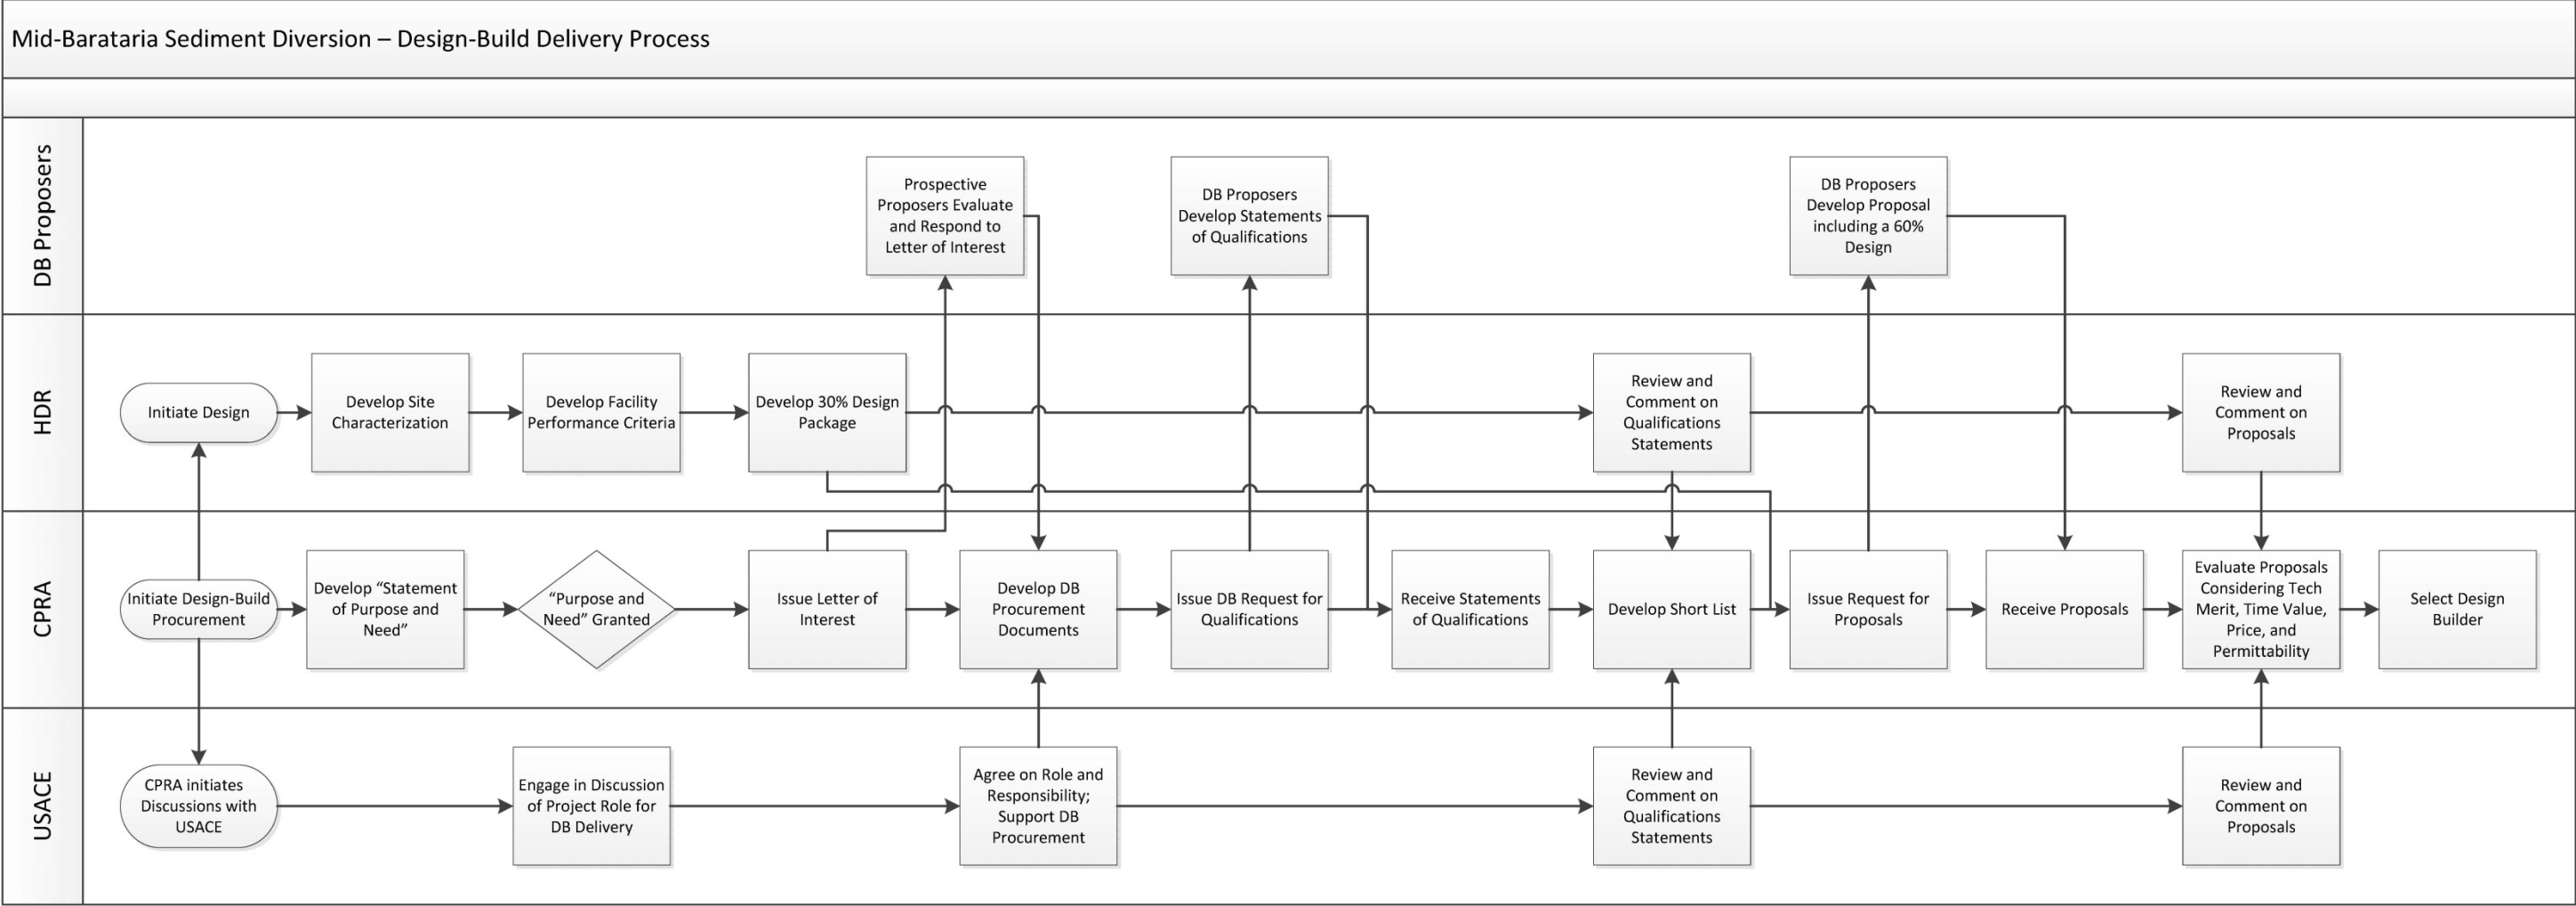 Mid-Barataria Sediment Diversion – Design-Build Delivery Process
DB Proposers
Prospective
Proposers Evaluate
and Respond to
Letter of Interest
DB Proposers
Develop Statements
of Qualifications
DB Proposers
Develop Proposal
including a 60%
Design
HDR
Initiate Design
Develop Site
Characterization
Develop Facility
Performance Criteria
Develop 30% Design
Package
Review and
Comment on
Qualifications
Statements
Review and
Comment on
Proposals
CPRA
Initiate Design-Build
Procurement
Develop “Statement
of Purpose and
Need”
“Purpose and
Need” Granted
Issue Letter of
Interest
Develop DB
Procurement
Documents
Issue DB Request for
Qualifications
Receive Statements
of Qualifications
Develop Short List
Issue Request for
Proposals
Receive Proposals
Evaluate Proposals
Considering Tech
Merit, Time Value,
Price, and
Permittability
Select Design
Builder
USACE
CPRA initiates
Discussions with
USACE
Engage in Discussion
of Project Role for
DB Delivery
Agree on Role and
Responsibility;
Support DB
Procurement
Review and
Comment on
Qualifications
Statements
Review and
Comment on
Proposals